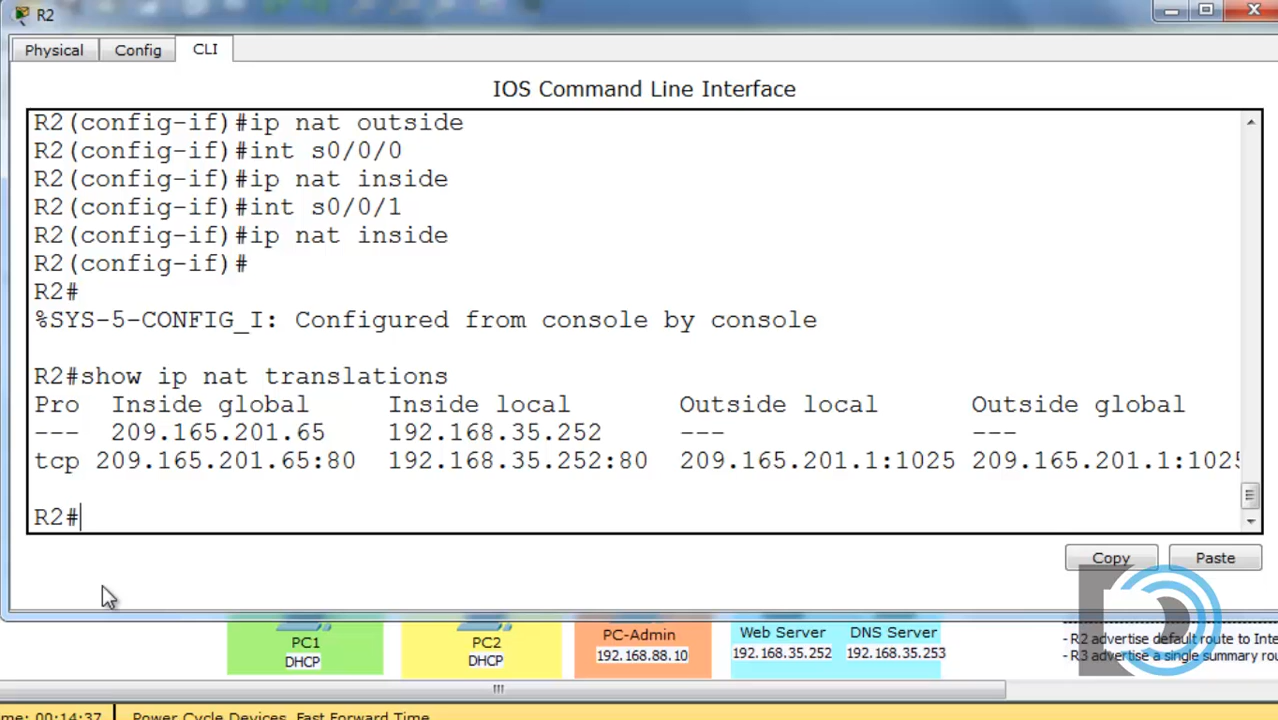 R2
Physical Config CLI
IOS Command Line Interface
R2(config-if)#ip nat outside
R2(config-if)#int s0/0/0
R2(config-if)#ip nat inside
R2(config-if)#int s0/0/1
R2(config-if)#ip nat inside
R2(config-if)#
R2#
%SYS-5-CONFIG_I: Configured from console by console
R2#show ip nat translations
Pro Inside global Inside local Outside local Outside global
--- 209.165.201.65 192.168.35.252 --- ---
tcp 209.165.201.65:80 192.168.35.252:80 209.165.201.1:1025 209.165.201.1:1025
R2#
Copy Paste
PC1
DHCP
PC2
DHCP
PC-Admin
192.168.88.10
Web Server DNS Server
192.168.35.252 192.168.35.253
- R2 advertise default route to Inte
- R3 advertise a single summary rou
me: 00:14:37 Power Cycle Devices Fast Forward Time